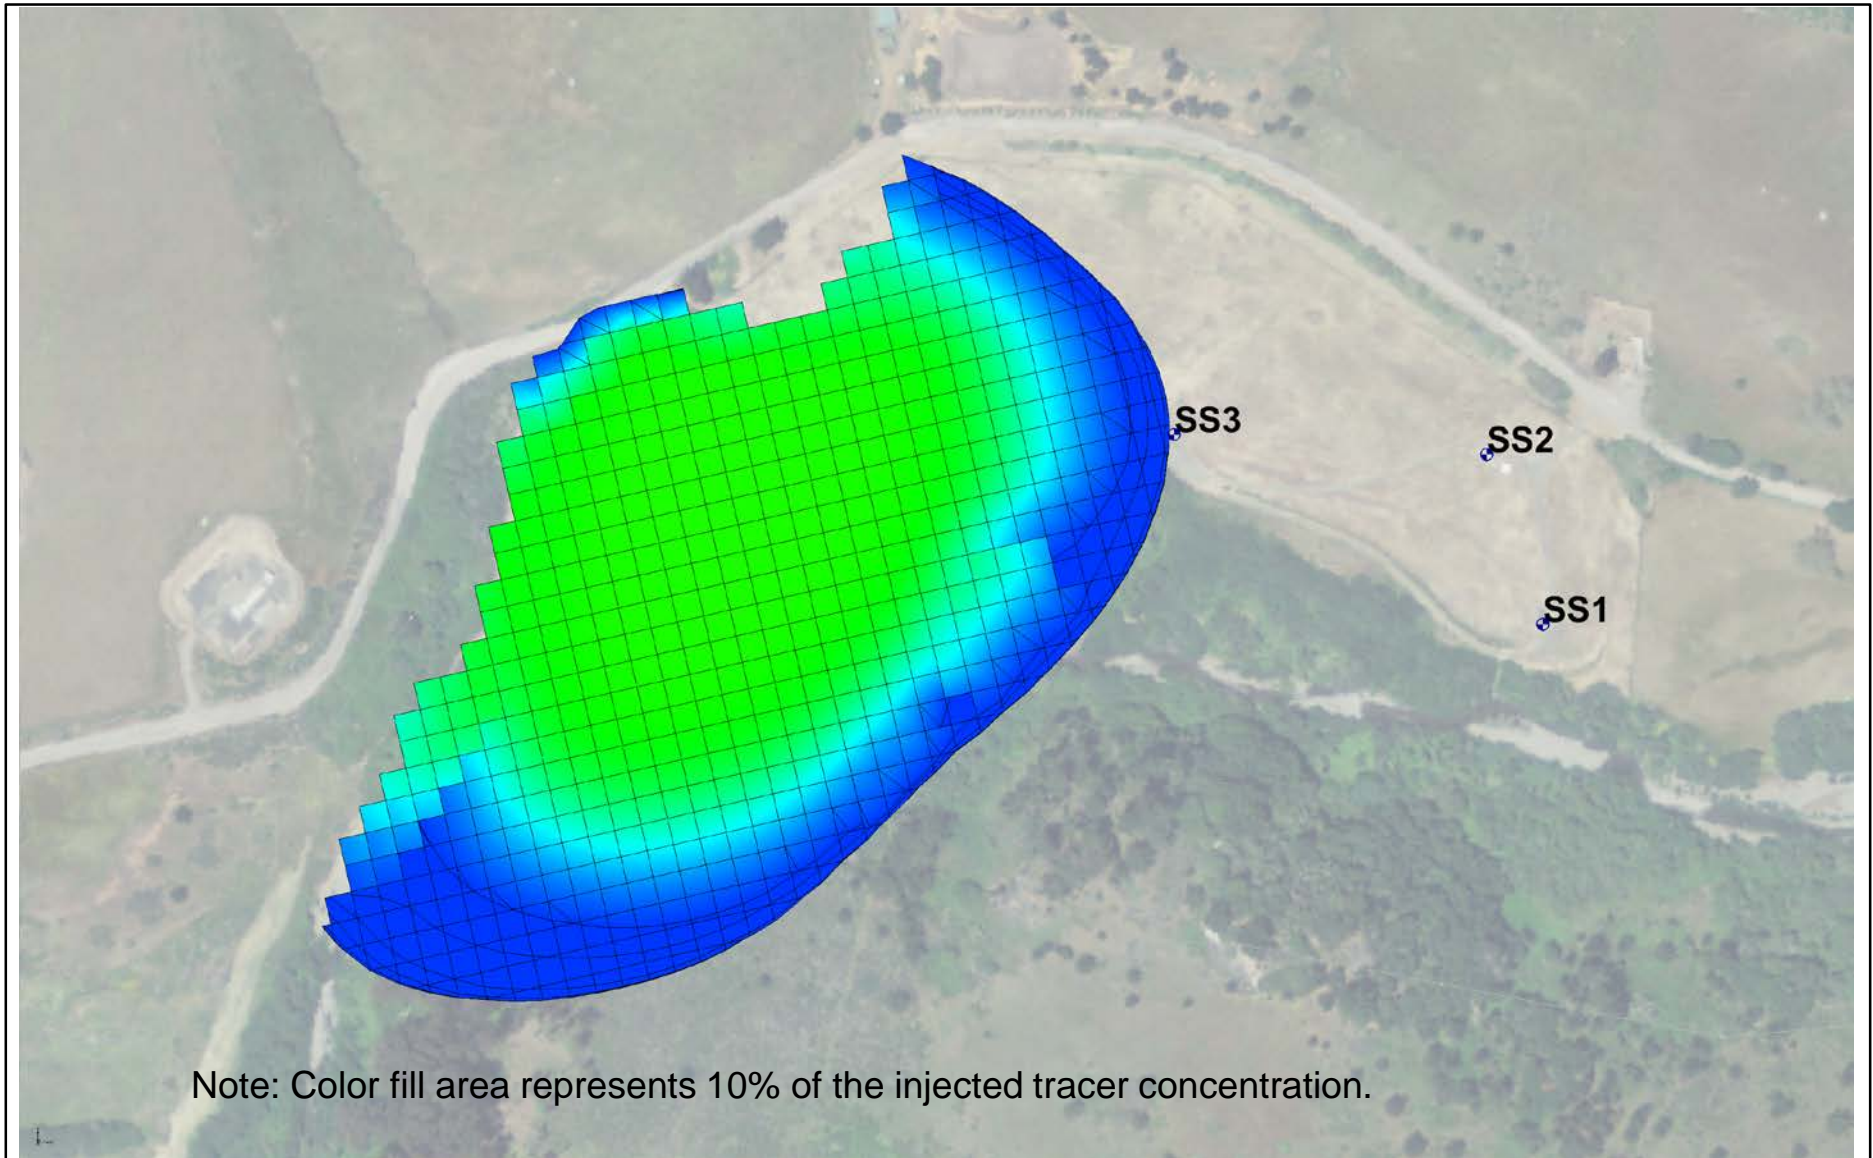 SS3
SS2
SS1
Note: Color fill area represents 10% of the injected tracer concentration.